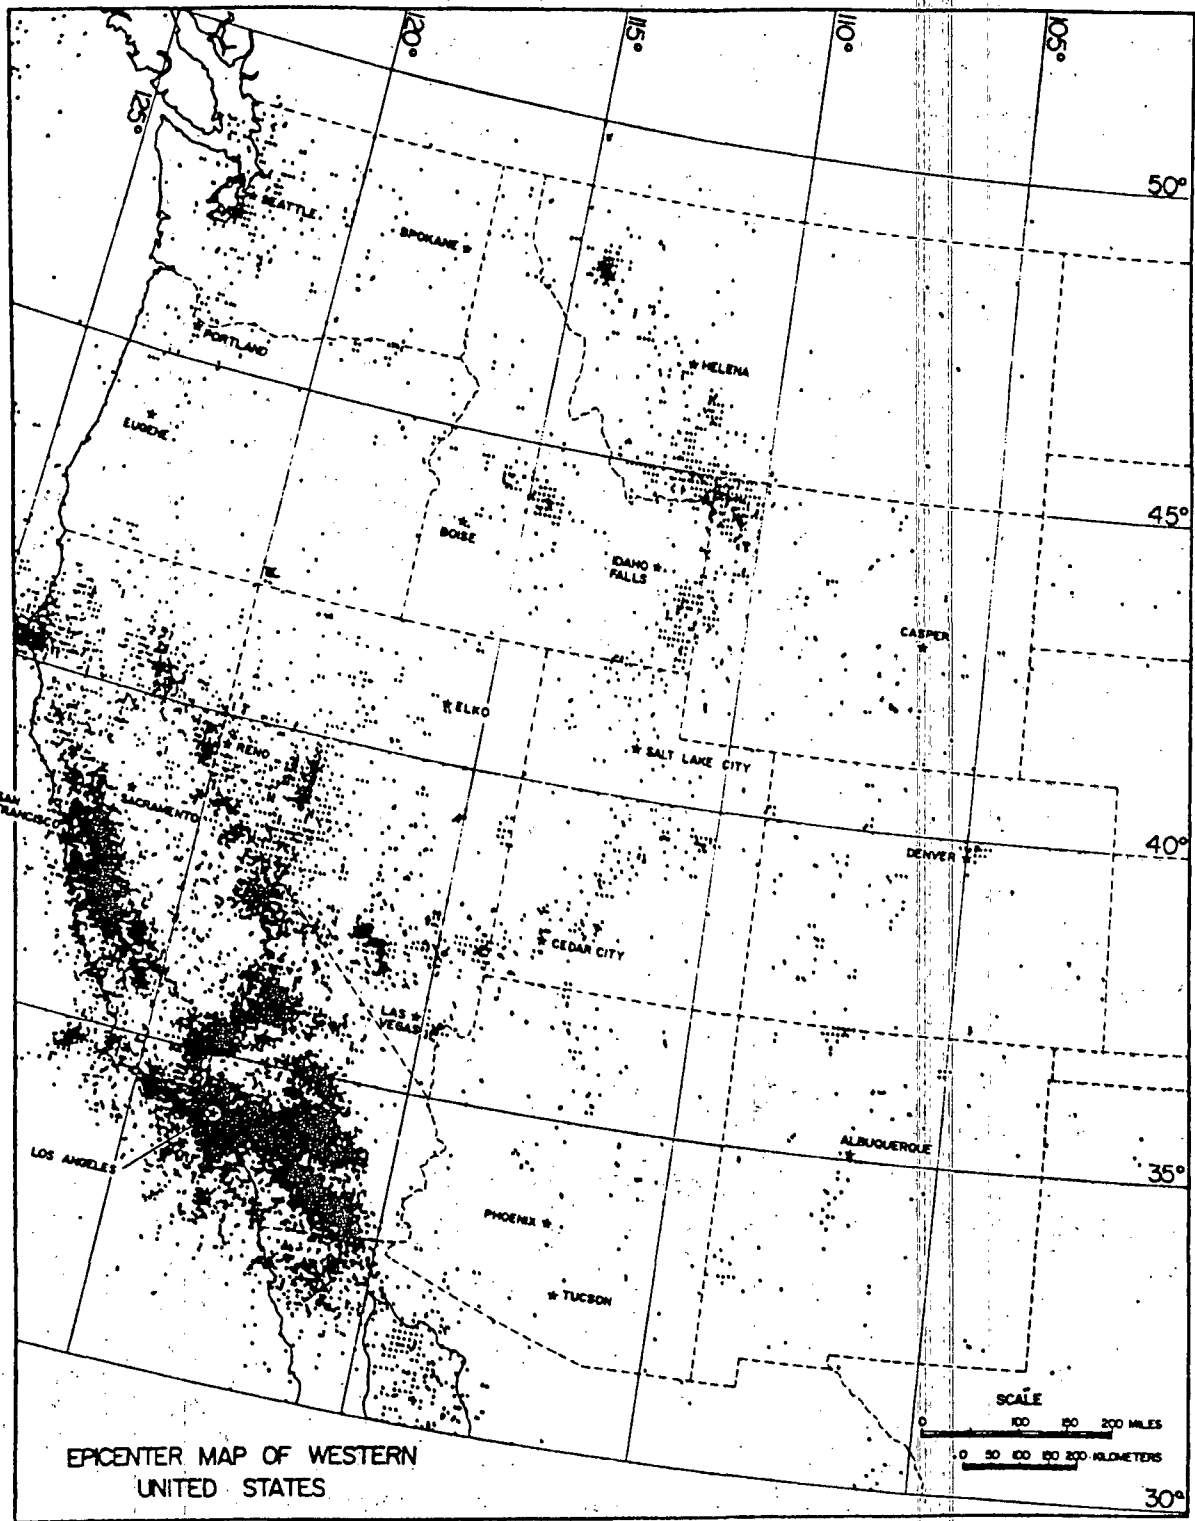 120°
115°
110°
105°
125°
50°
SEATTLE
SPOKANE
PORTLAND
HELENA
EUGENE
45°
BOISE
IDAHO
FALLS
CASPER
ELKO
RENO
SALT LAKE CITY
SACRAMENTO
SAN
FRANCISCO
40°
DENVER
CEDAR CITY
LAS
VEGAS
ALBUQUERQUE
LOS ANGELES
35°
PHOENIX
TUCSON
SCALE
0 100 150 200 MILES
0 50 100 150 200 KILOMETERS
EPICENTER MAP OF WESTERN
UNITED STATES
30°